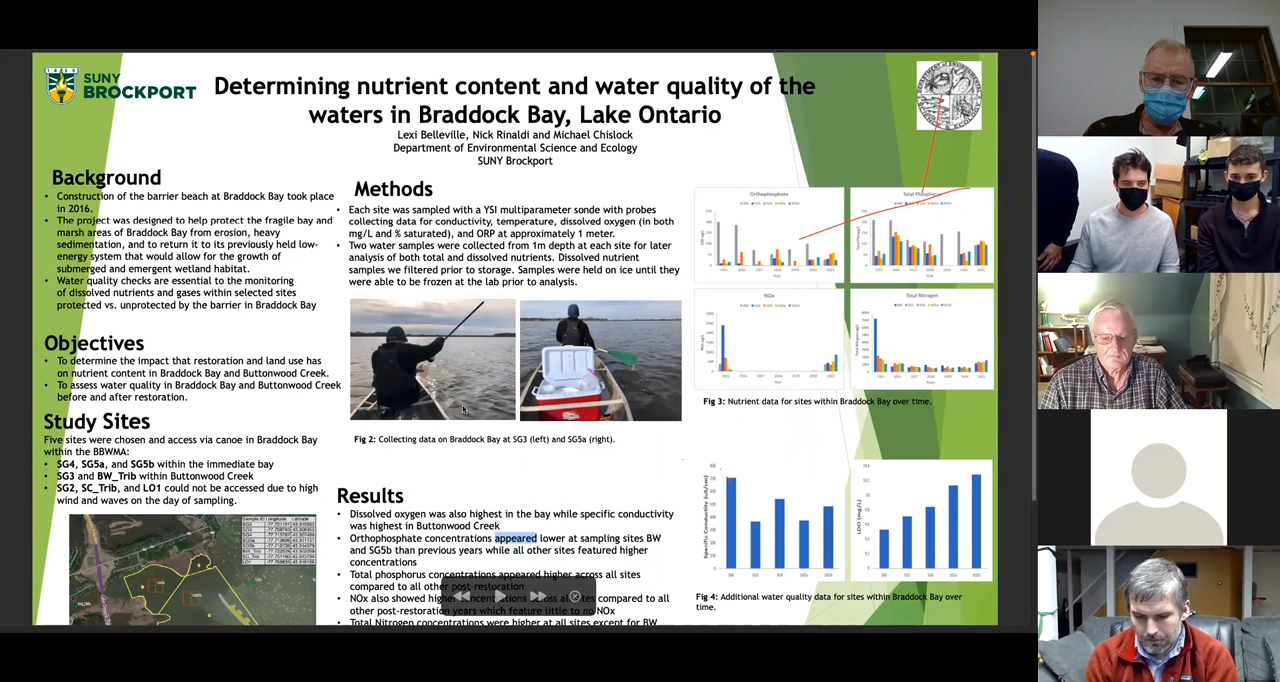 SUNY
BROCKPORT
Determining nutrient content and water quality of the
waters in Braddock Bay, Lake Ontario
Lexi Belleville, Nick Rinaldi and Michael Chislock
Department of Environmental Science and Ecology
SUNY Brockport
Background
• Construction of the barrier beach at Braddock Bay took place
in 2016.
• The project was designed to help protect the fragile bay and
marsh areas of Braddock Bay from erosion, heavy
sedimentation, and to return it to its previously held low-
energy system that would allow for the growth of
submerged and emergent wetland habitat.
• Water quality checks are essential to the monitoring
of dissolved nutrients and gases within selected sites
protected vs. unprotected by the barrier in Braddock Bay
Objectives
• To determine the impact that restoration and land use has
on nutrient content in Braddock Bay and Buttonwood Creek.
• To assess water quality in Braddock Bay and Buttonwood Creek
before and after restoration.
Study Sites
Five sites were chosen and access via canoe in Braddock Bay
within the BBWMA:
• SG4, SG5a, and SG5b within the immediate bay
• SG3 and BW_Trib within Buttonwood Creek
• SG2, SC_Trib, and LO1 could not be accessed due to high
wind and waves on the day of sampling.
Sample ID Longitude Latitude
Methods
• Each site was sampled with a YSI multiparameter sonde with probes
collecting data for conductivity, temperature, dissolved oxygen (in both
mg/L and % saturated), and ORP at approximately 1 meter.
• Two water samples were collected from 1m depth at each site for later
analysis of both total and dissolved nutrients. Dissolved nutrient
samples we filtered prior to storage. Samples were held on ice until they
were able to be frozen at the lab prior to analysis.
Fig 2: Collecting data on Braddock Bay at SG3 (left) and SG5a (right).
Results
• Dissolved oxygen was also highest in the bay while specific conductivity
was highest in Buttonwood Creek
• Orthophosphate concentrations appeared lower at sampling sites BW
and SG5b than previous years while all other sites featured higher
concentrations
• Total phosphorus concentrations appeared higher across all sites
compared to all other post-restoration
• NOx also showed higher concentrations across all sites compared to all
other post-restoration years which feature little to no NOx
• Total Nitrogen concentrations were higher at all sites except for BW
Orthophosphate
Total Phosphorus
NOx
Total Nitrogen
Fig 3: Nutrient data for sites within Braddock Bay over time.
Specific Conductivity (uS/cm)
LDO (mg/L)
Fig 4: Additional water quality data for sites within Braddock Bay over
time.